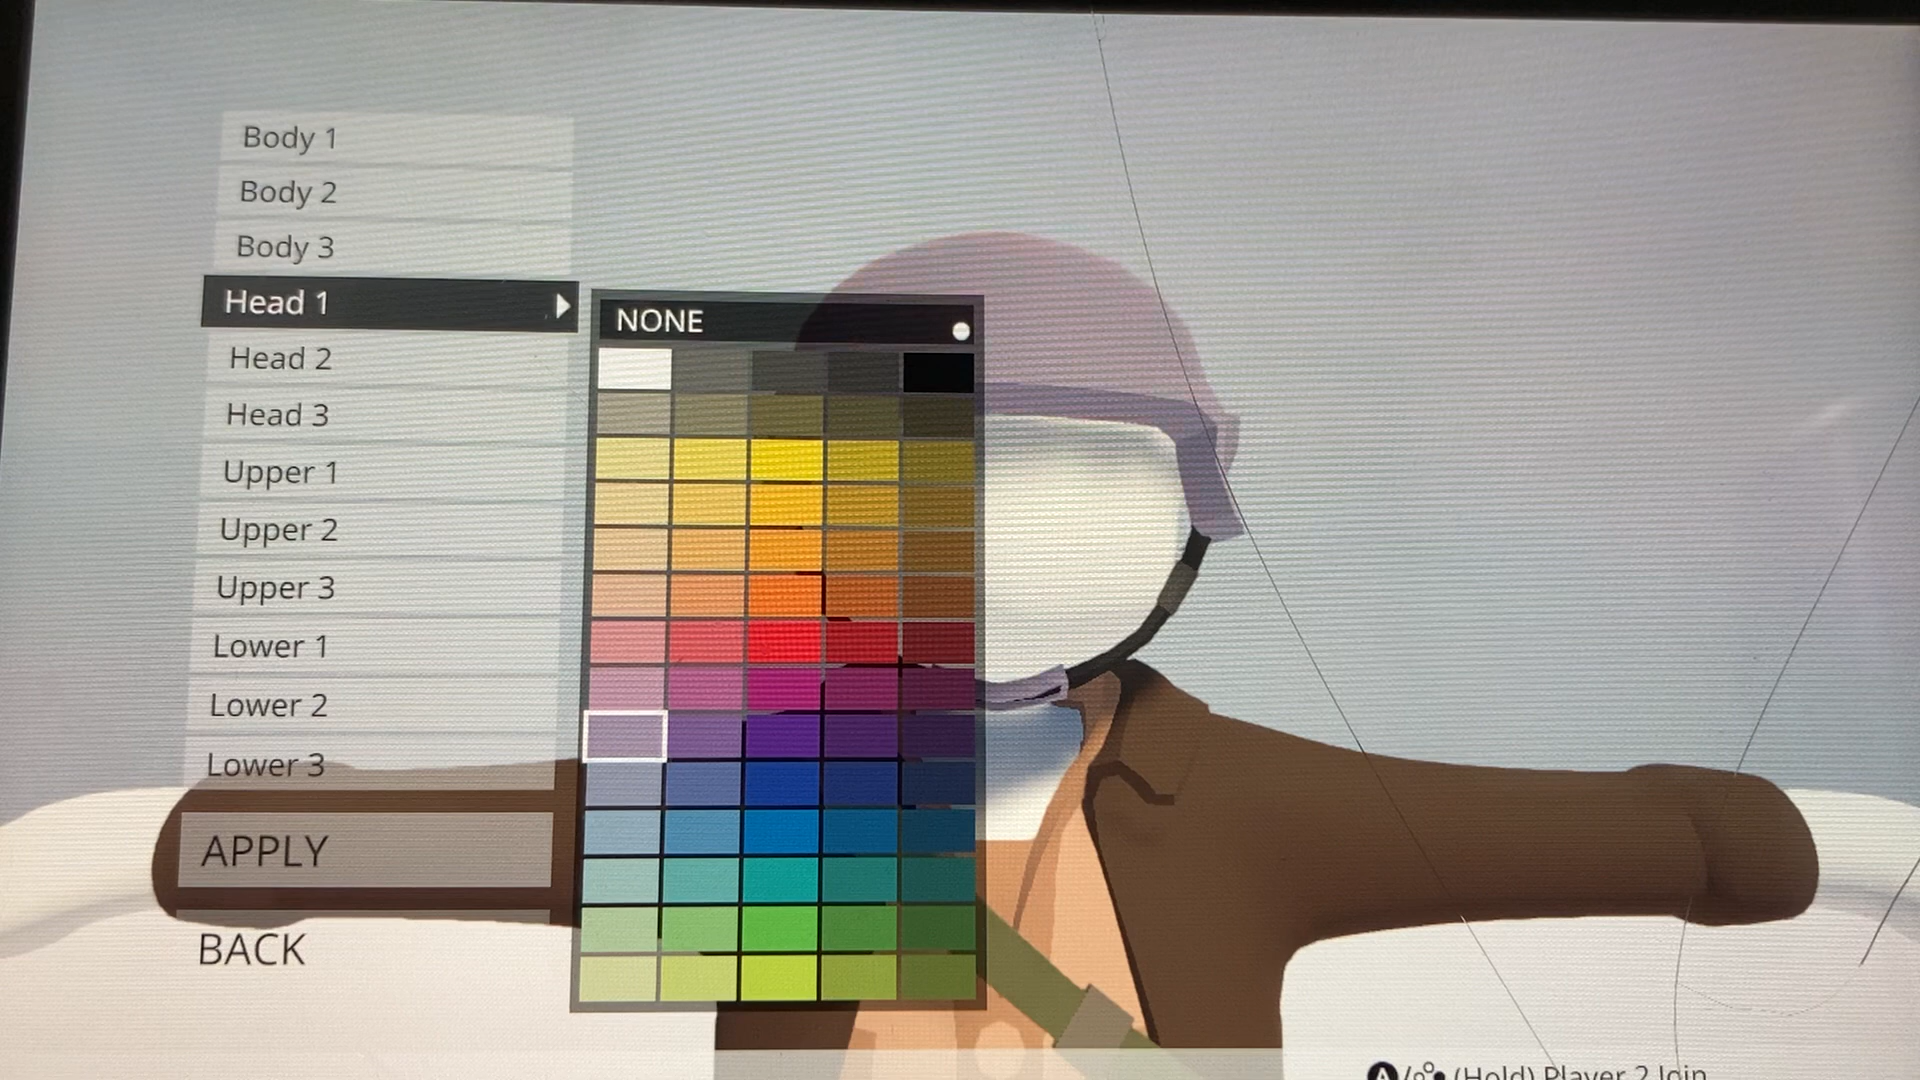 Body 1
Body 2
Body 3
Head 1
NONE
Head 2
Head 3
Upper 1
Upper 2
Upper 3
Lower 1
Lower 2
Lower 3
APPLY
BACK
A/ (Hold) Player 2 Join